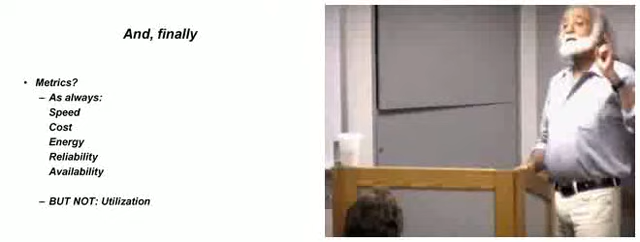 And, finally
• Metrics?
– As always:
Speed
Cost
Energy
Reliability
Availability
– BUT NOT: Utilization